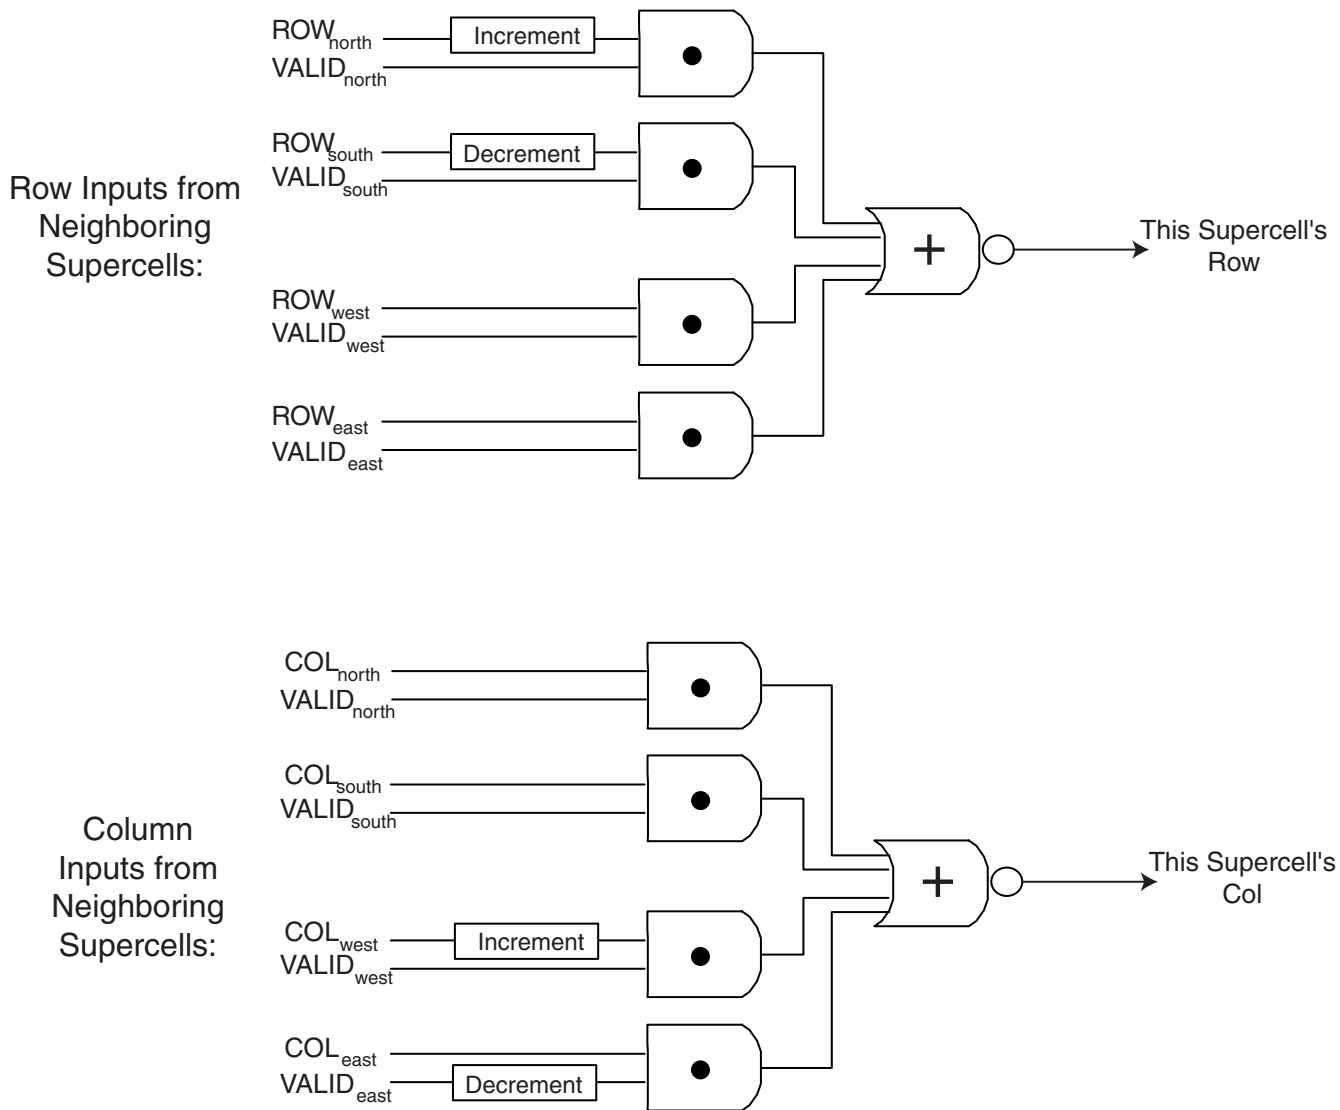 ROWnorth
Increment
VALIDnorth
ROWsouth
Decrement
VALIDsouth
Row Inputs from
Neighboring
Supercells:
+
This Supercell's
Row
ROWwest
VALIDwest
ROWeast
VALIDeast
COLnorth
VALIDnorth
COLsouth
VALIDsouth
Column
Inputs from
Neighboring
Supercells:
+
This Supercell's
Col
COLwest
Increment
VALIDwest
COLeast
VALIDeast
Decrement